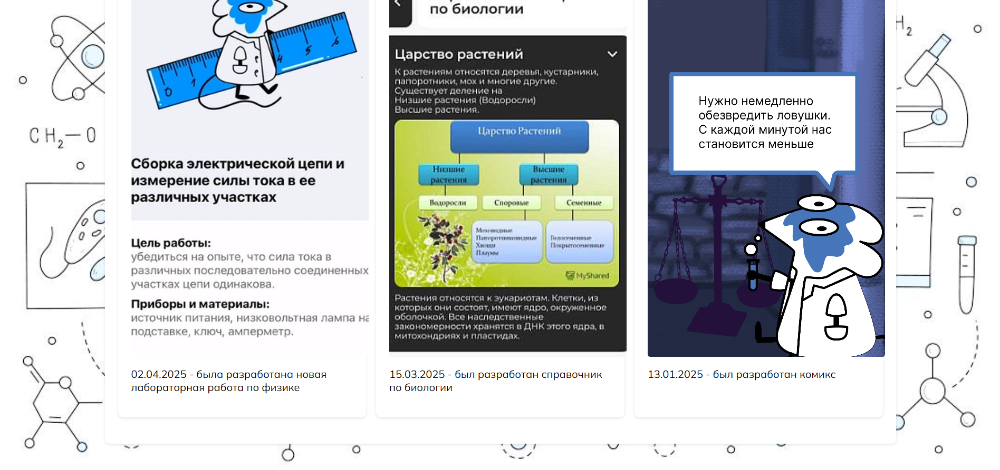 0 1 4 5 6
Сборка электрической цепи и
измерение силы тока в ее
различных участках
Цель работы:
убедиться на опыте, что сила тока в
различных последовательно соединенных
участках цепи одинакова.
Приборы и материалы:
источник питания, низковольтная лампа на
подставке, ключ, амперметр.
02.04.2025 - была разработана новая
лабораторная работа по физике
по биологии
Царство растений
К растениям относятся деревья, кустарники,
папоротники, мох и многие другие.
Существует деление на
Низшие растения (Водоросли)
Высшие растения.
Царство Растений
Низшие
растения
Высшие
растения
Водоросли
Споровые
Семенные
Моховидные
Папоротниковидные
Хвощи
Плауны
Голосеменные
Покрытосеменные
MyShared
Растения относятся к эукариотам. Клетки, из
которых они состоят, имеют ядро, окруженное
оболочкой. Все наследственные
закономерности хранятся в ДНК этого ядра, в
митохондриях и пластидах.
15.03.2025 - был разработан справочник
по биологии
Нужно немедленно
обезвредить ловушки.
С каждой минутой нас
становится меньше
13.01.2025 - был разработан комикс
CH₂—O
H₂